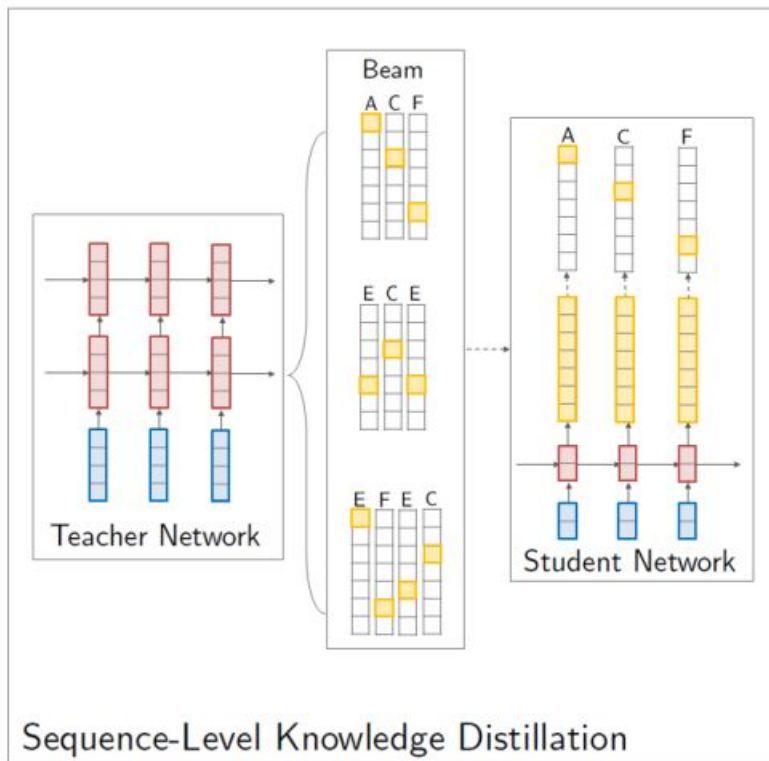 Beam
A C F
E C E
E F E C
Teacher Network
A C F
Student Network
Sequence-Level Knowledge Distillation